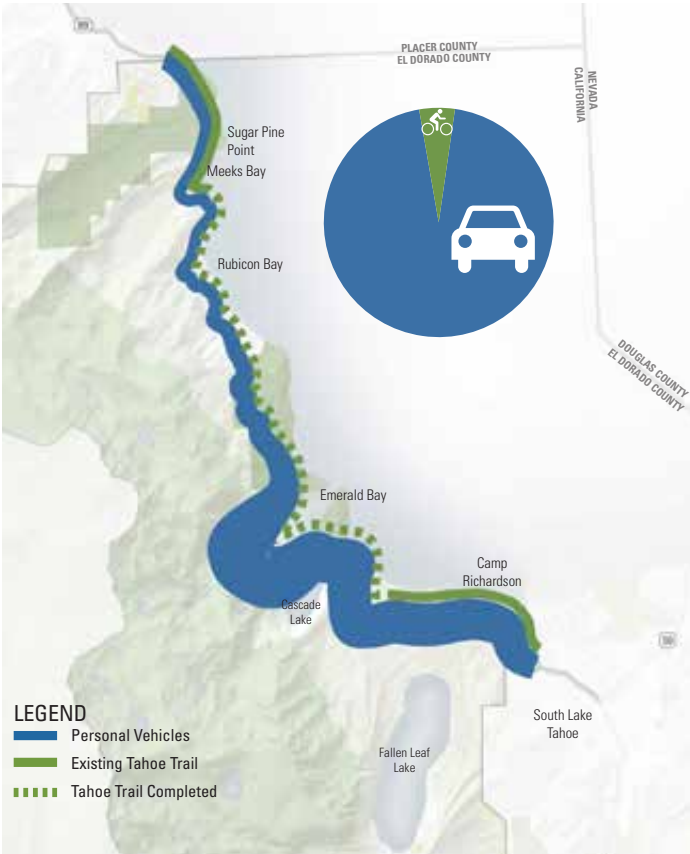 89
PLACER COUNTY
EL DORADO COUNTY
NEVADA
CALIFORNIA
Sugar Pine
Point
Meeks Bay
Rubicon Bay
DOUGLAS COUNTY
EL DORADO COUNTY
Emerald Bay
Camp
Richardson
Cascade
Lake
50
South Lake
Tahoe
Fallen Leaf
Lake
LEGEND
Personal Vehicles
Existing Tahoe Trail
Tahoe Trail Completed